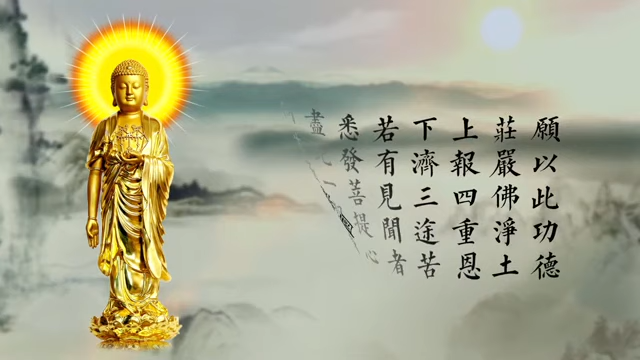 願以此功德
莊嚴佛淨土
上報四重恩
下濟三途苦
若有見聞者
悉發菩提心
盡